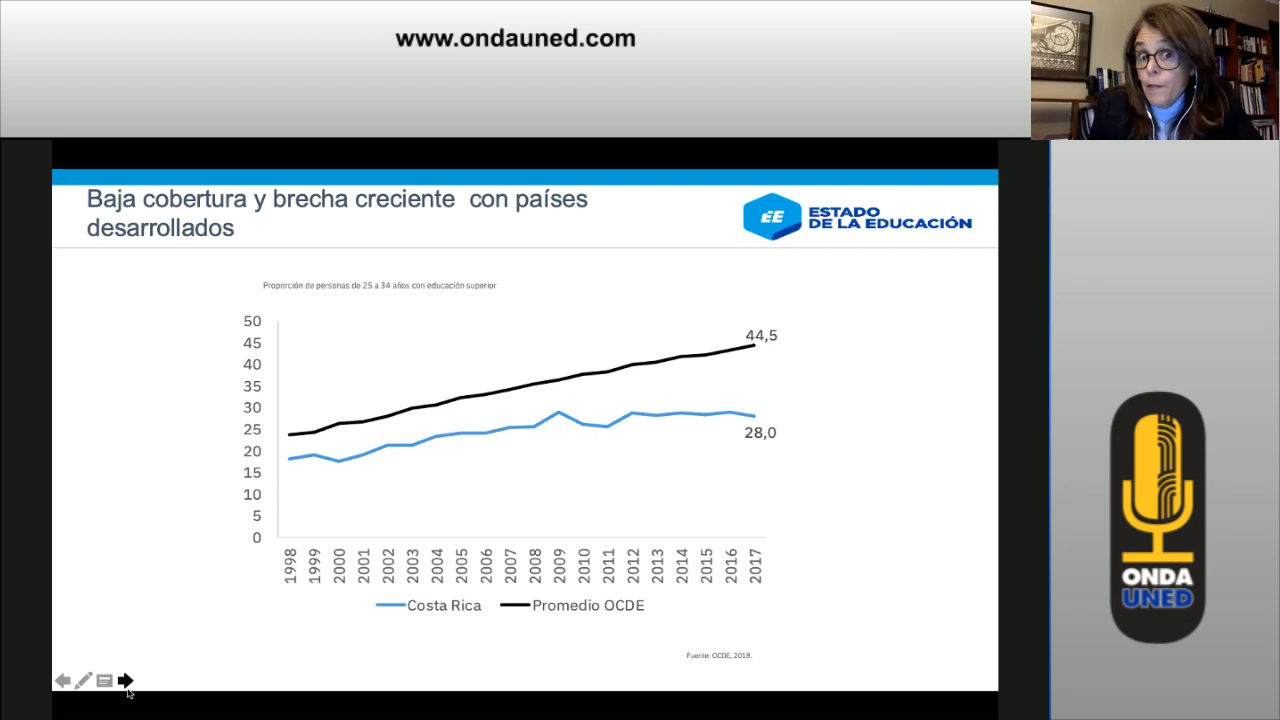 www.ondauned.com
Baja cobertura y brecha creciente con países
desarrollados
ÉE
ESTADO
DE LA EDUCACIÓN
Proporción de personas de 25 a 34 años con educación superior
50
45
40
35
30
25
20
15
10
5
0
44,5
28,0
1998
1999
2000
2001
2002
2003
2004
2005
2006
2007
2008
2009
2010
2011
2012
2013
2014
2015
2016
2017
Costa Rica
Promedio OCDE
Fuente: OCDE, 2018.
ONDA
UNED